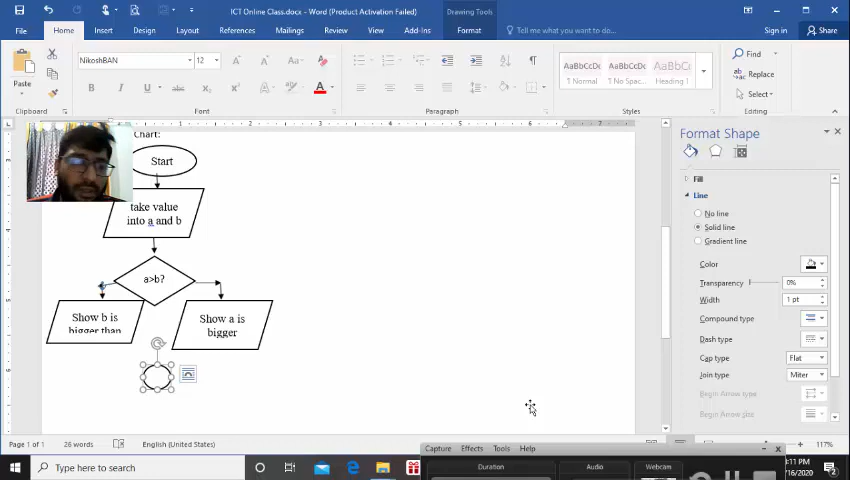 ICT Online Class.docx - Word (Product Activation Failed)
Drawing Tools
Sign in
File
Home
Insert
Design
Layout
References
Mailings
Review
View
Format
Tell me what you want to do
Share
Paste
NikoshBAN
12
Aa
Clipboard
Font
Paragraph
AaBbCcDc
¶ Normal
AaBbCcDc
¶ No Spac...
AaBbCc
Heading 1
Styles
Find
Replace
Select
Editing
Chart:
Start
take value
into a and b
a>b?
Show b is
bigger than
Show a is
bigger
Format Shape
Fill
Line
No line
Solid line
Gradient line
Color
Transparency
0%
Width
1 pt
Compound type
Dash type
Cap type
Flat
Join type
Miter
Begin Arrow type
Begin Arrow size
Page 1 of 1
26 words
English (United States)
117%
Capture
Effects
Tools
Help
Duration
Audio
Webcam
Type here to search